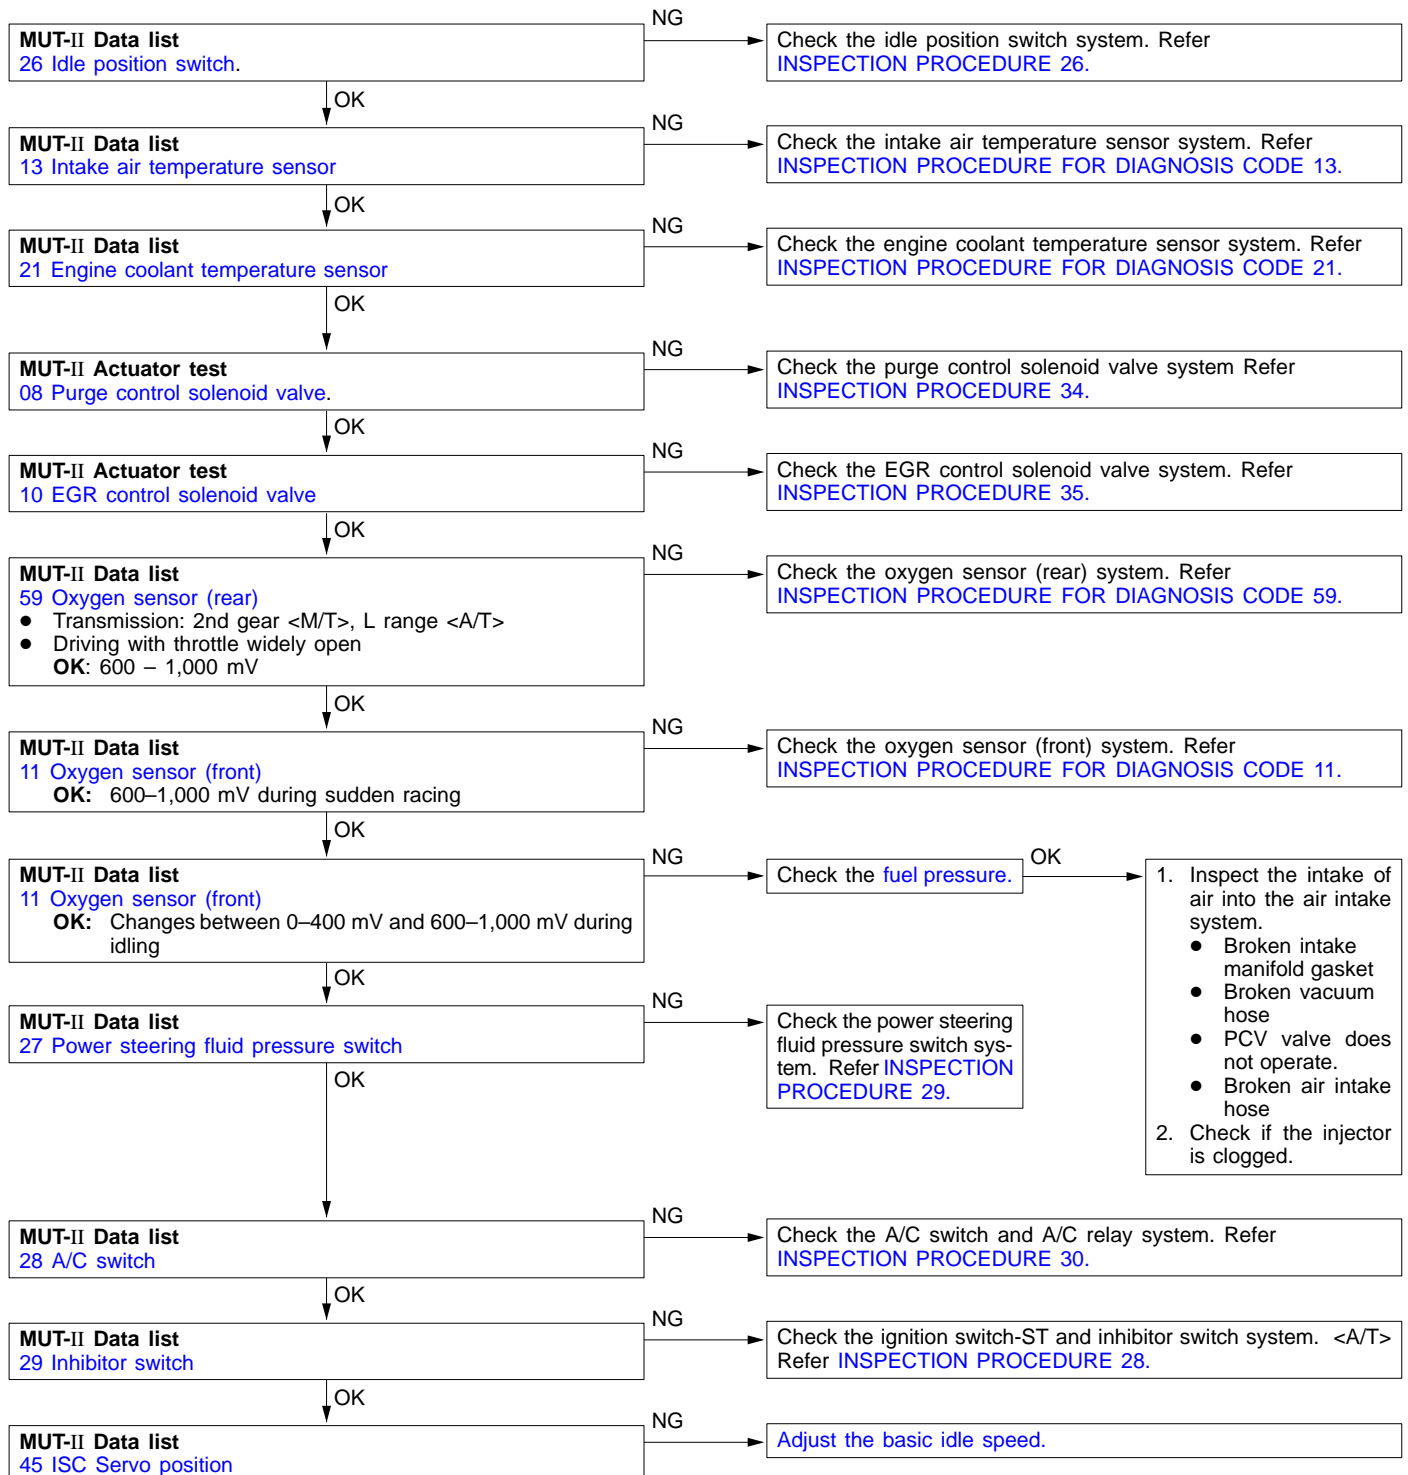 NG
MUT-II Data list
26 Idle position switch.
Check the idle position switch system. Refer
INSPECTION PROCEDURE 26.
OK
NG
MUT-II Data list
13 Intake air temperature sensor
Check the intake air temperature sensor system. Refer
INSPECTION PROCEDURE FOR DIAGNOSIS CODE 13.
OK
NG
MUT-II Data list
21 Engine coolant temperature sensor
Check the engine coolant temperature sensor system. Refer
INSPECTION PROCEDURE FOR DIAGNOSIS CODE 21.
OK
NG
MUT-II Actuator test
08 Purge control solenoid valve.
Check the purge control solenoid valve system Refer
INSPECTION PROCEDURE 34.
OK
NG
MUT-II Actuator test
10 EGR control solenoid valve
Check the EGR control solenoid valve system. Refer
INSPECTION PROCEDURE 35.
OK
NG
MUT-II Data list
59 Oxygen sensor (rear)
● Transmission: 2nd gear <M/T>, L range <A/T>
● Driving with throttle widely open
OK: 600 – 1,000 mV
Check the oxygen sensor (rear) system. Refer
INSPECTION PROCEDURE FOR DIAGNOSIS CODE 59.
OK
NG
MUT-II Data list
11 Oxygen sensor (front)
OK: 600–1,000 mV during sudden racing
Check the oxygen sensor (front) system. Refer
INSPECTION PROCEDURE FOR DIAGNOSIS CODE 11.
OK
NG
MUT-II Data list
11 Oxygen sensor (front)
OK: Changes between 0–400 mV and 600–1,000 mV during
idling
Check the fuel pressure.
OK
1. Inspect the intake of
air into the air intake
system.
● Broken intake
manifold gasket
● Broken vacuum
hose
● PCV valve does
not operate.
● Broken air intake
hose
2. Check if the injector
is clogged.
OK
NG
MUT-II Data list
27 Power steering fluid pressure switch
Check the power steering
fluid pressure switch sys-
tem. Refer INSPECTION
PROCEDURE 29.
OK
NG
MUT-II Data list
28 A/C switch
Check the A/C switch and A/C relay system. Refer
INSPECTION PROCEDURE 30.
OK
NG
MUT-II Data list
29 Inhibitor switch
Check the ignition switch-ST and inhibitor switch system. <A/T>
Refer INSPECTION PROCEDURE 28.
OK
NG
MUT-II Data list
45 ISC Servo position
Adjust the basic idle speed.